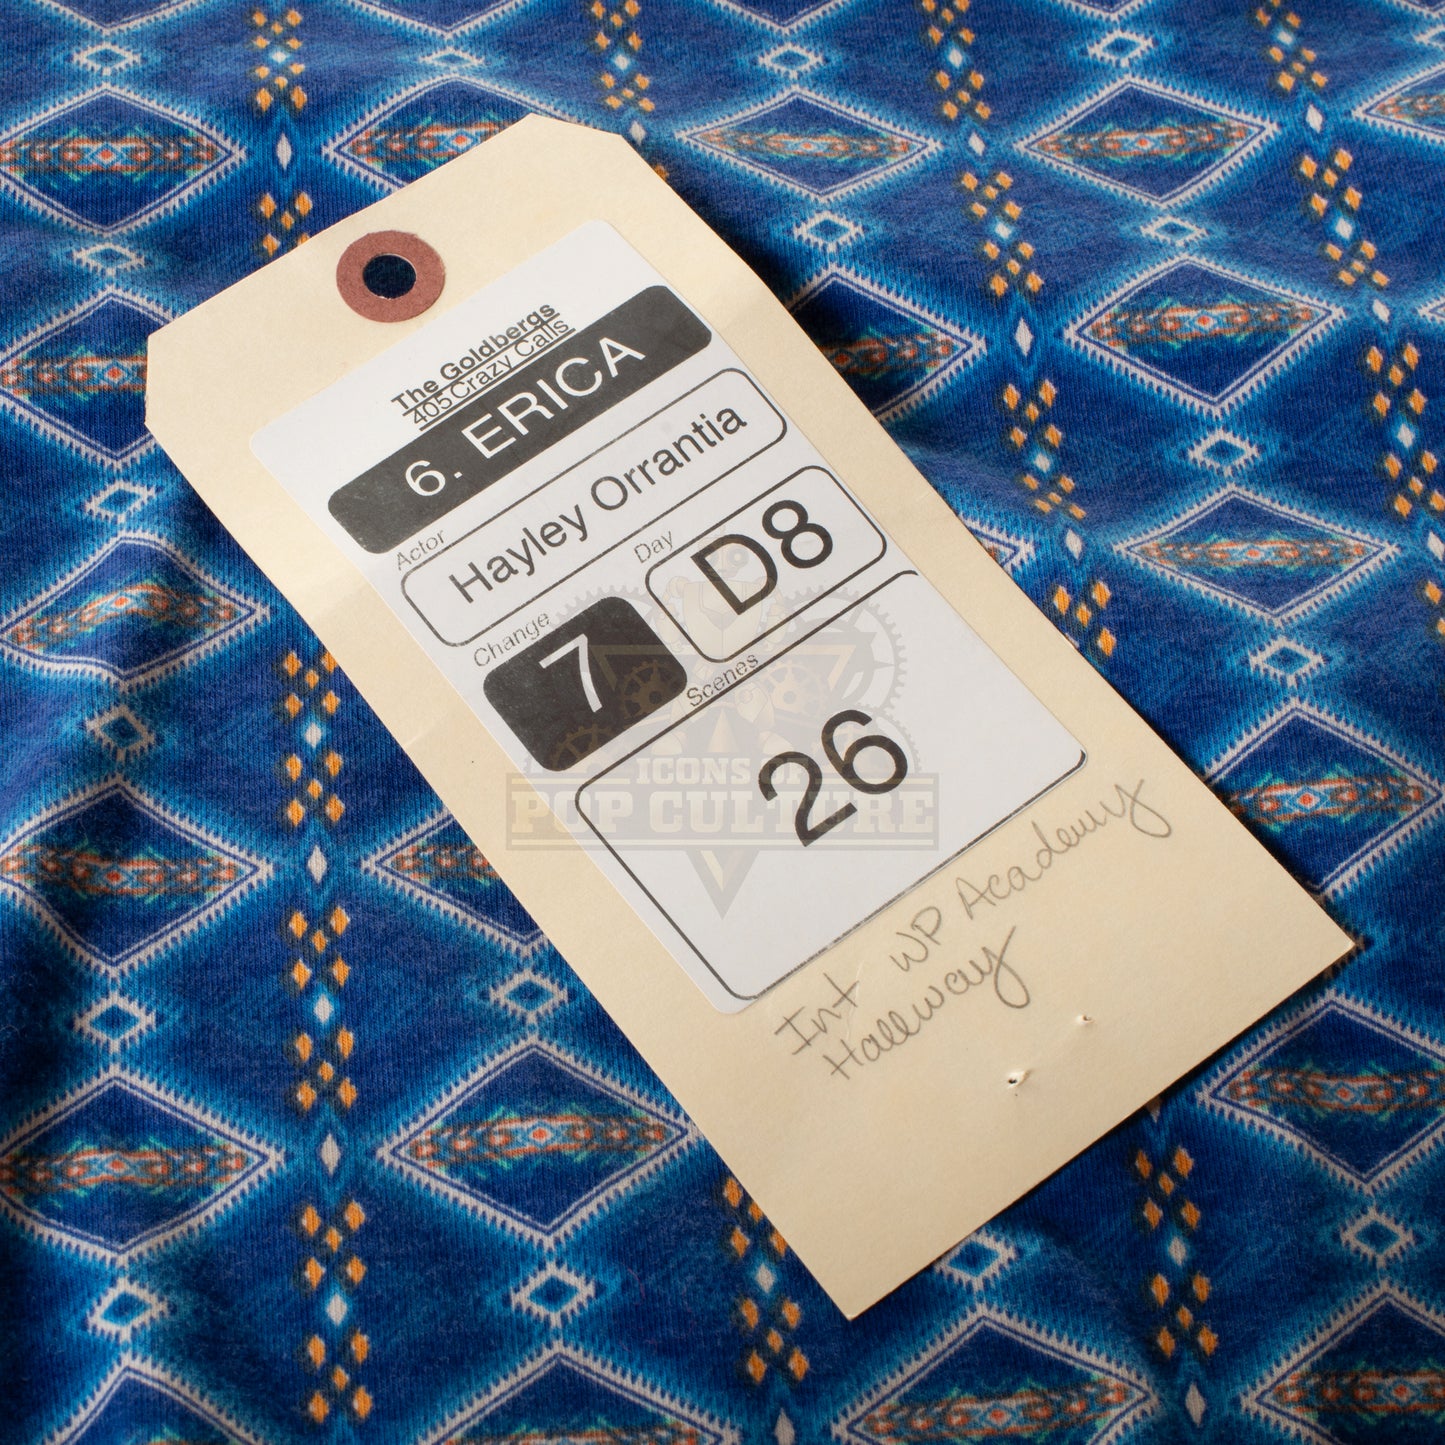 The Goldbergs
405 Crazy Calls
6. ERICA
Actor
Hayley Orrantia
Change
7
Day
D8
Scenes
26
Int WP Academy
Hallway
ICONS OF
POP CULTURE